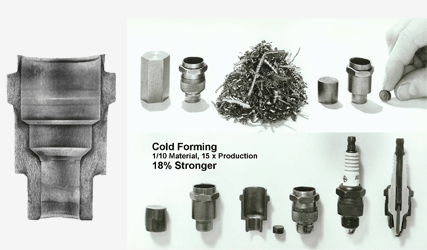 Cold Forming
1/10 Material, 15 x Production
18% Stronger